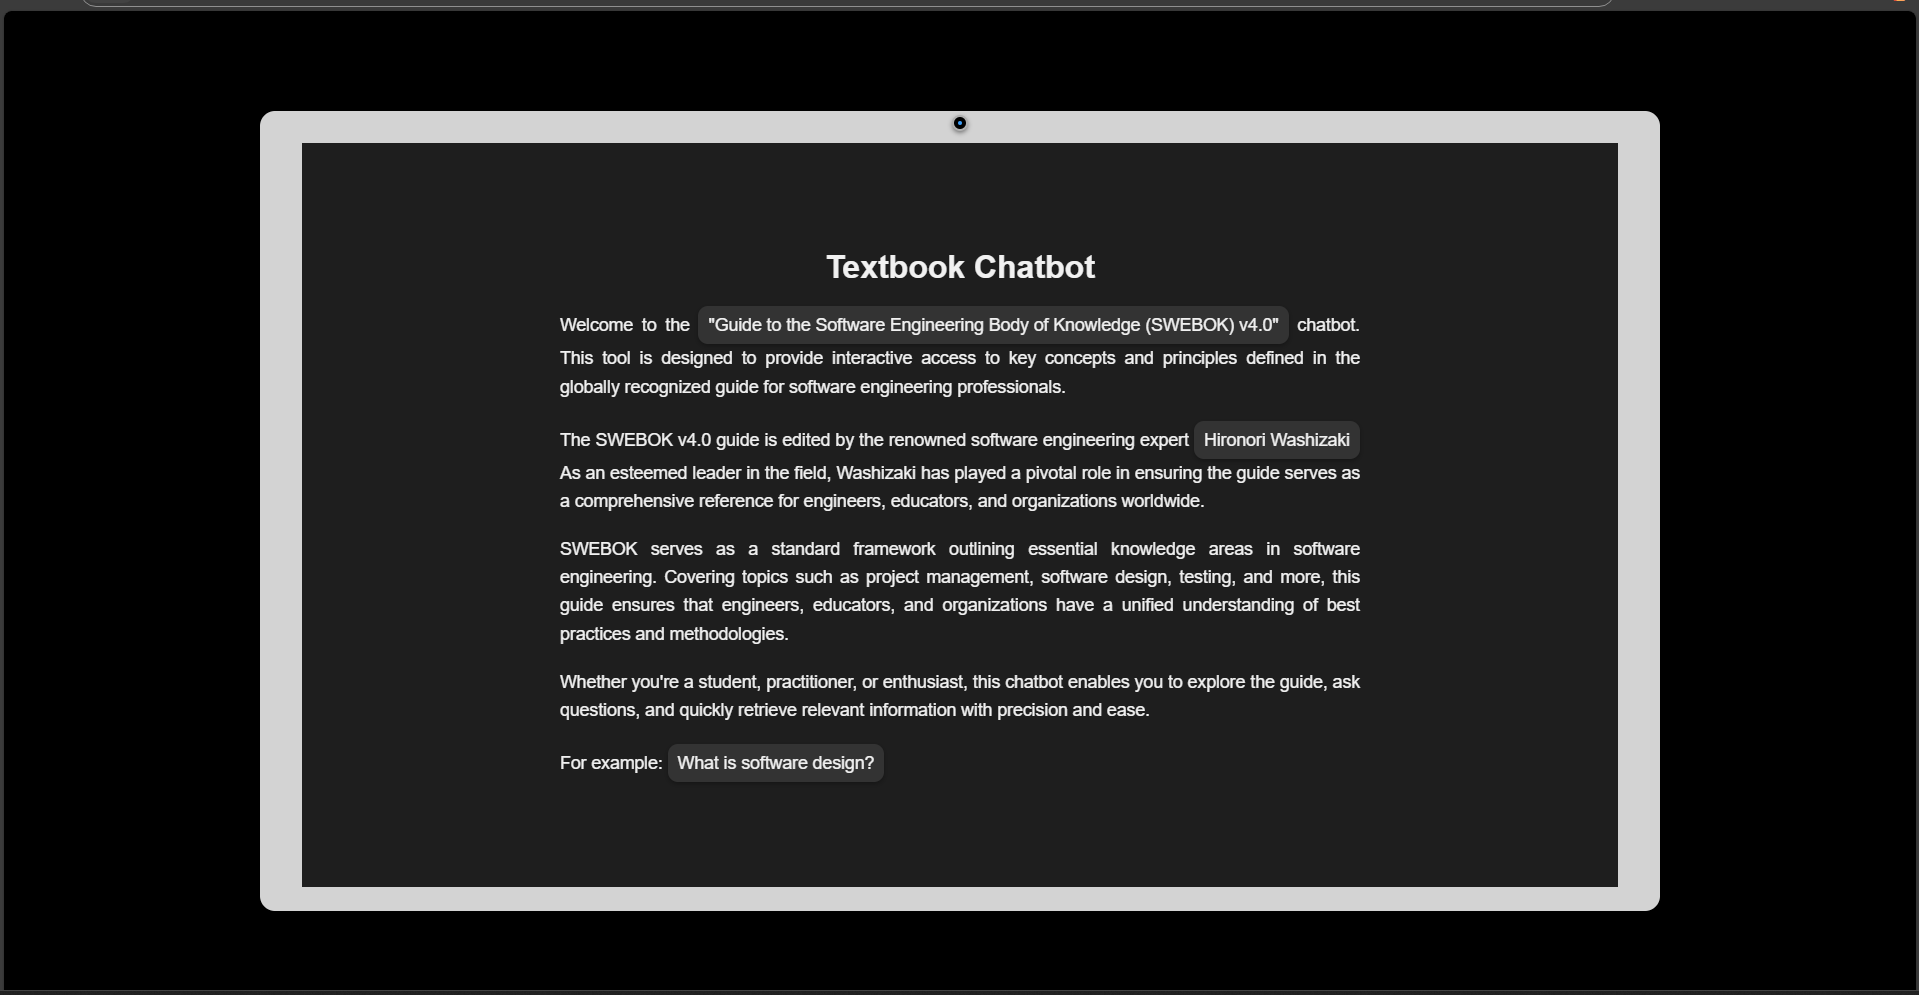 Textbook Chatbot
Welcome to the "Guide to the Software Engineering Body of Knowledge (SWEBOK) v4.0" chatbot.
This tool is designed to provide interactive access to key concepts and principles defined in the
globally recognized guide for software engineering professionals.
The SWEBOK v4.0 guide is edited by the renowned software engineering expert Hironori Washizaki
As an esteemed leader in the field, Washizaki has played a pivotal role in ensuring the guide serves as
a comprehensive reference for engineers, educators, and organizations worldwide.
SWEBOK serves as a standard framework outlining essential knowledge areas in software
engineering. Covering topics such as project management, software design, testing, and more, this
guide ensures that engineers, educators, and organizations have a unified understanding of best
practices and methodologies.
Whether you're a student, practitioner, or enthusiast, this chatbot enables you to explore the guide, ask
questions, and quickly retrieve relevant information with precision and ease.
For example: What is software design?